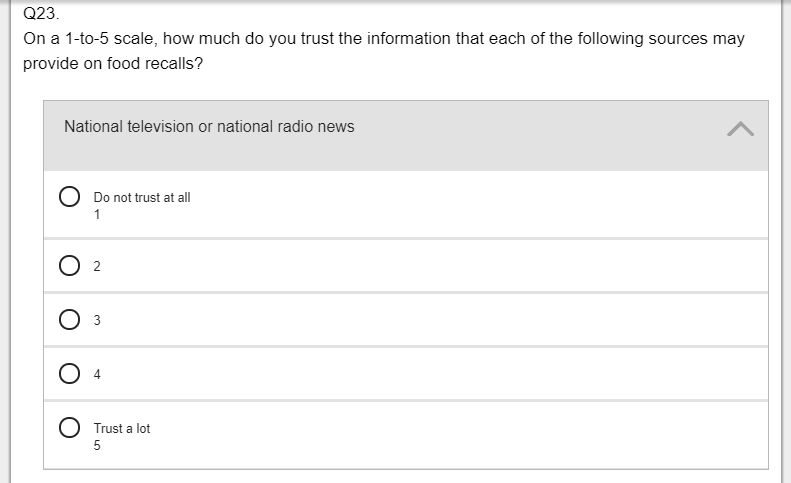 Q23.
On a 1-to-5 scale, how much do you trust the information that each of the following sources may
provide on food recalls?
National television or national radio news
Do not trust at all
1
2
3
4
Trust a lot
5